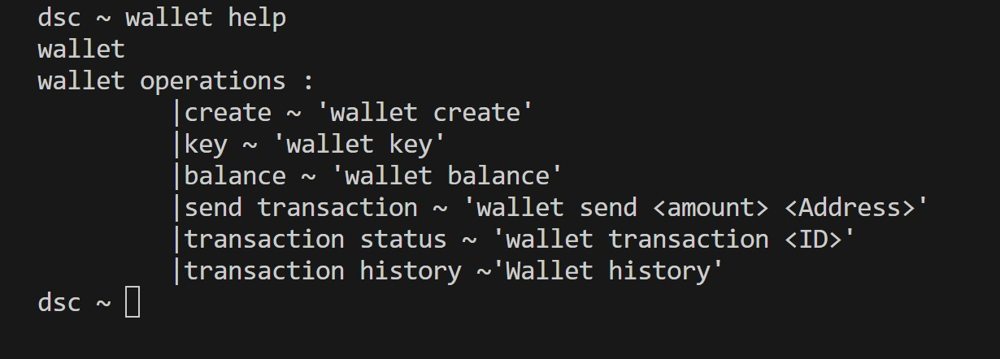 dsc ~ wallet help
wallet
wallet operations :
|create ~ 'wallet create'
|key ~ 'wallet key'
|balance ~ 'wallet balance'
|send transaction ~ 'wallet send <amount> <Address>'
|transaction status ~ 'wallet transaction <ID>'
|transaction history ~'Wallet history'
dsc ~